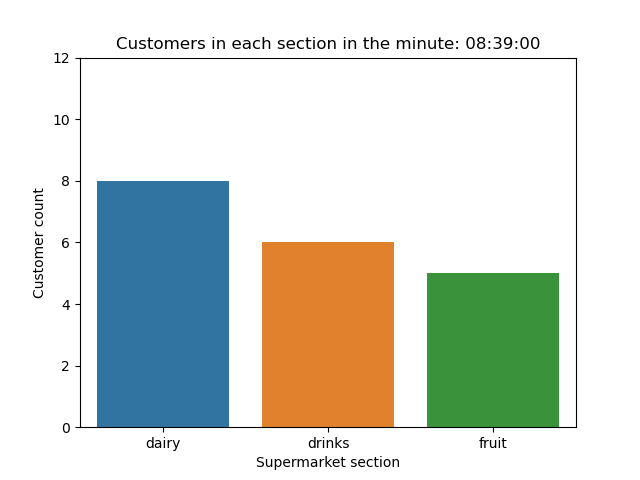 Customers in each section in the minute: 08:39:00
12
10
8
6
4
2
0
Customer count
dairy
drinks
fruit
Supermarket section